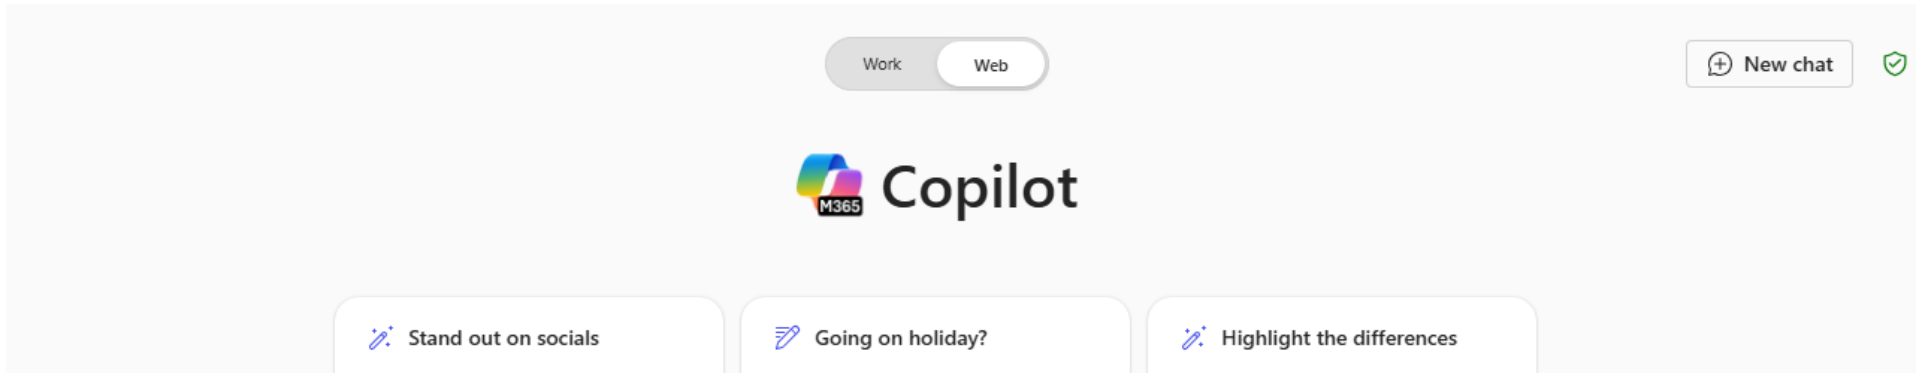 Work Web
New chat
M365 Copilot
Stand out on socials
Going on holiday?
Highlight the differences